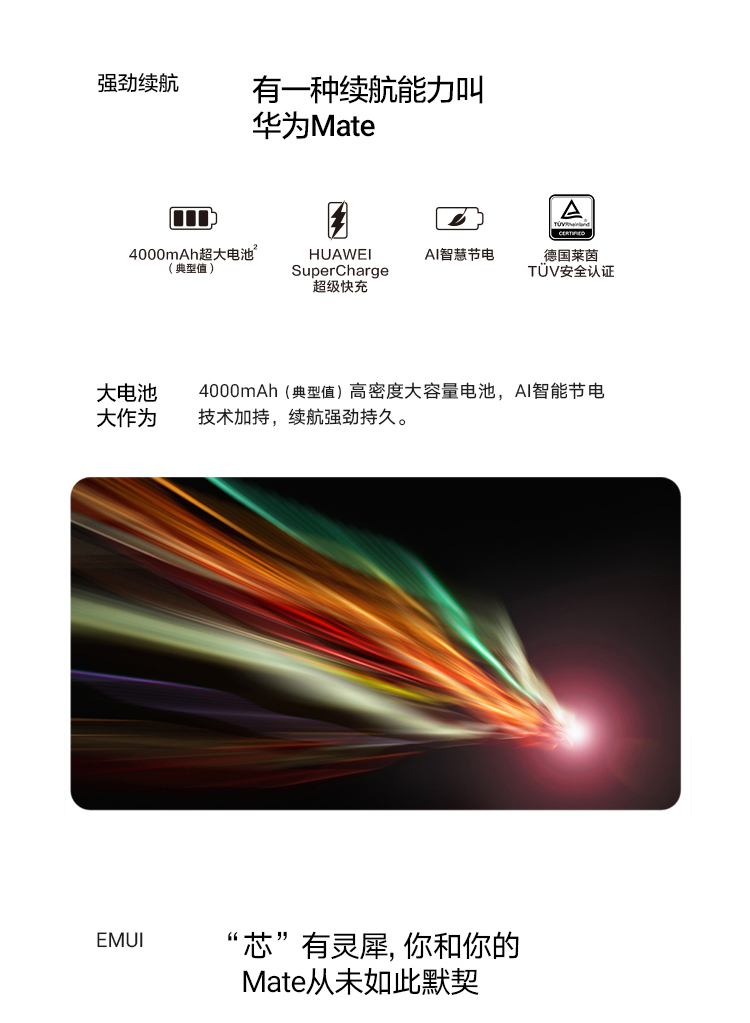 强劲续航
有一种续航能力叫
华为Mate
4000mAh超大电池²
（典型值）
HUAWEI
SuperCharge
超级快充
AI智慧节电
TÜVRheinland®
CERTIFIED
德国莱茵
TÜV安全认证
大电池
大作为
4000mAh（典型值）高密度大容量电池，AI智能节电
技术加持，续航强劲持久。
EMUI
“芯”有灵犀, 你和你的
Mate从未如此默契